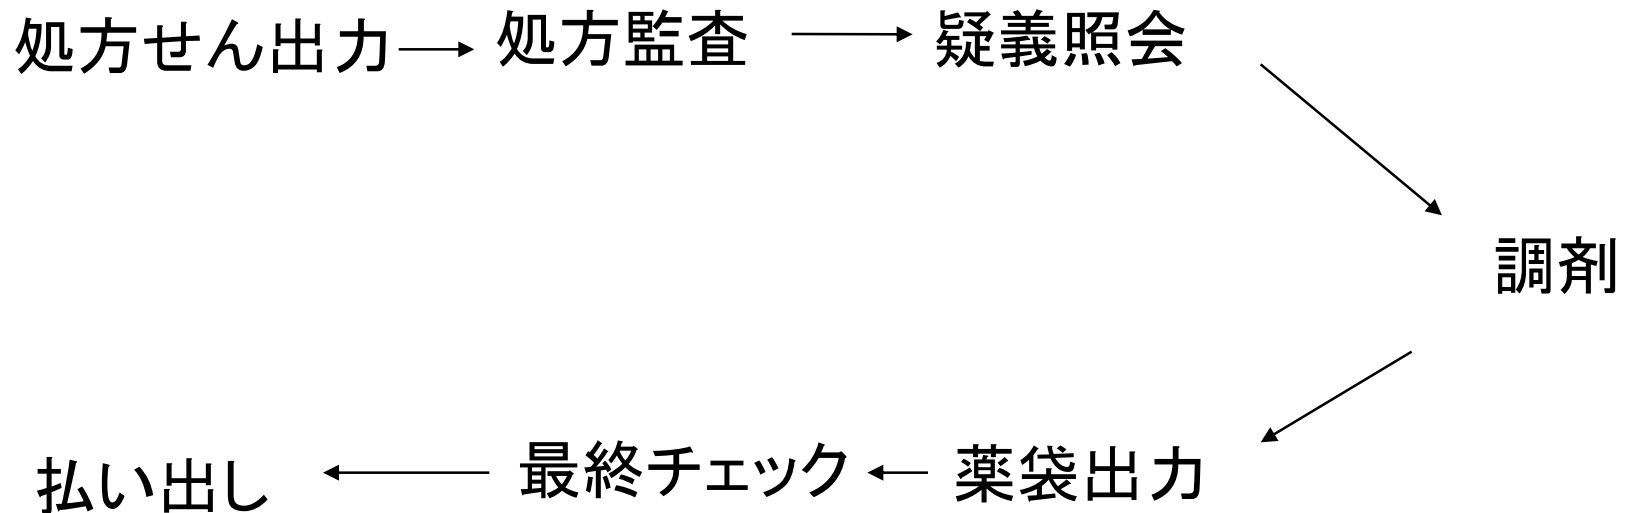 処方せん出力
処方監査
疑義照会
調剤
薬袋出力
最終チェック
払い出し